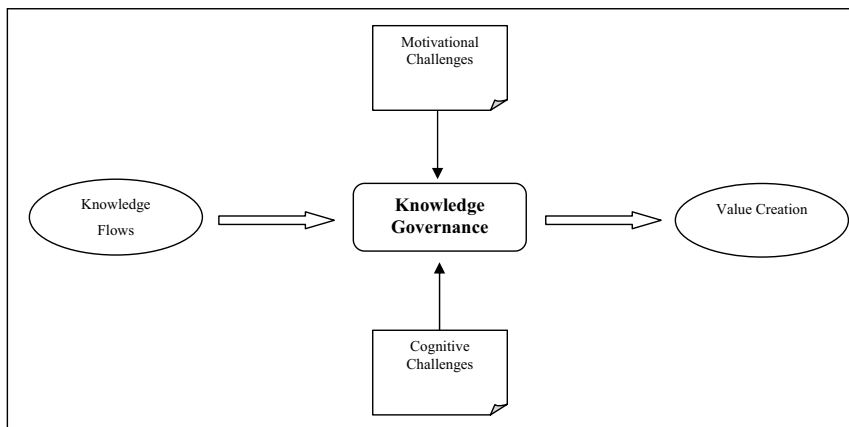 Motivational
Challenges
Knowledge
Flows
Knowledge
Governance
Value Creation
Cognitive
Challenges